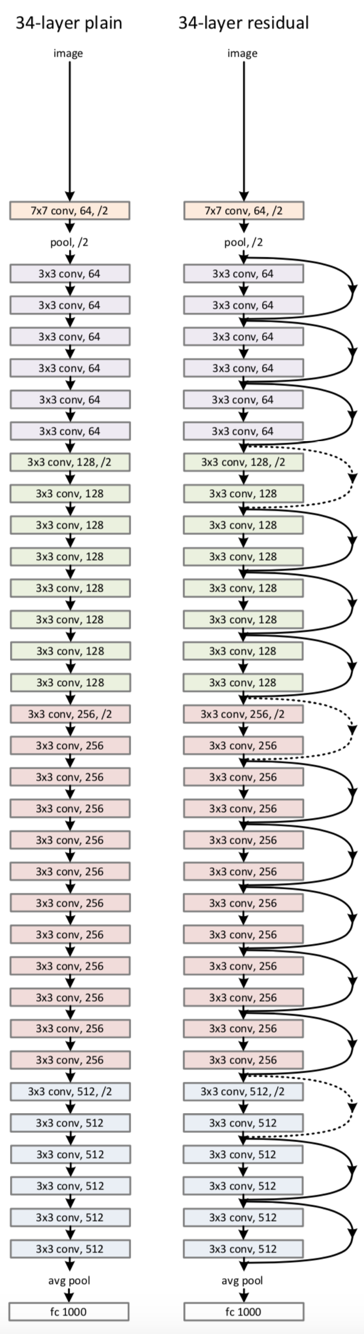 34-layer plain
image
7x7 conv, 64, /2
pool, /2
3x3 conv, 64
3x3 conv, 64
3x3 conv, 64
3x3 conv, 64
3x3 conv, 64
3x3 conv, 64
3x3 conv, 128, /2
3x3 conv, 128
3x3 conv, 128
3x3 conv, 128
3x3 conv, 128
3x3 conv, 128
3x3 conv, 128
3x3 conv, 128
3x3 conv, 256, /2
3x3 conv, 256
3x3 conv, 256
3x3 conv, 256
3x3 conv, 256
3x3 conv, 256
3x3 conv, 256
3x3 conv, 256
3x3 conv, 256
3x3 conv, 256
3x3 conv, 256
3x3 conv, 256
3x3 conv, 512, /2
3x3 conv, 512
3x3 conv, 512
3x3 conv, 512
3x3 conv, 512
3x3 conv, 512
avg pool
fc 1000
34-layer residual
image
7x7 conv, 64, /2
pool, /2
3x3 conv, 64
3x3 conv, 64
3x3 conv, 64
3x3 conv, 64
3x3 conv, 64
3x3 conv, 64
3x3 conv, 128, /2
3x3 conv, 128
3x3 conv, 128
3x3 conv, 128
3x3 conv, 128
3x3 conv, 128
3x3 conv, 128
3x3 conv, 128
3x3 conv, 256, /2
3x3 conv, 256
3x3 conv, 256
3x3 conv, 256
3x3 conv, 256
3x3 conv, 256
3x3 conv, 256
3x3 conv, 256
3x3 conv, 256
3x3 conv, 256
3x3 conv, 256
3x3 conv, 256
3x3 conv, 512, /2
3x3 conv, 512
3x3 conv, 512
3x3 conv, 512
3x3 conv, 512
3x3 conv, 512
avg pool
fc 1000